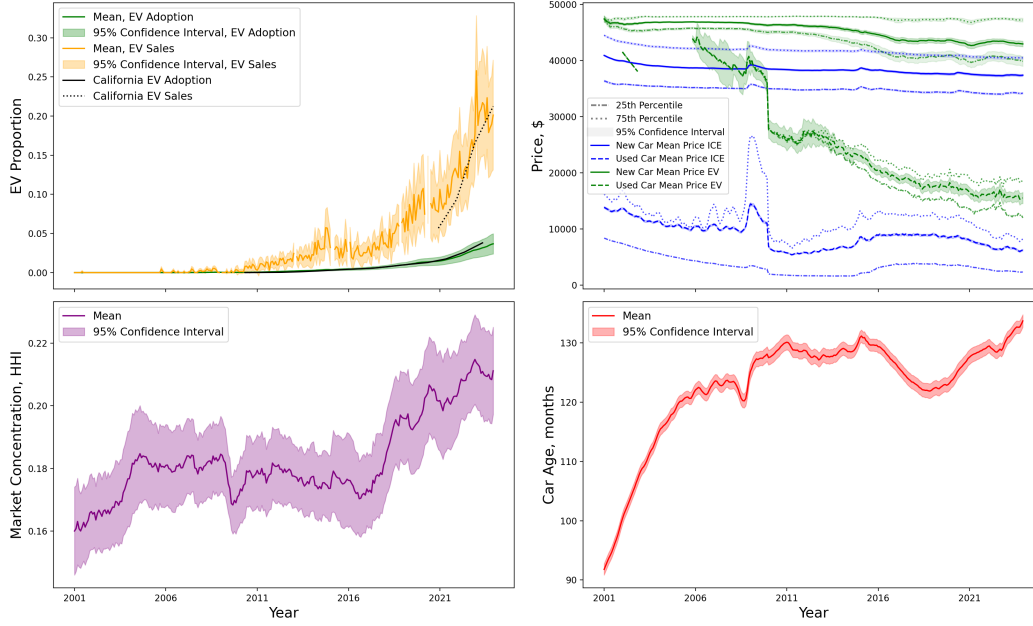 Mean, EV Adoption
95% Confidence Interval, EV Adoption
Mean, EV Sales
95% Confidence Interval, EV Sales
California EV Adoption
California EV Sales
EV Proportion
0.30
0.25
0.20
0.15
0.10
0.05
0.00
Price, $
50000
40000
30000
20000
10000
0
25th Percentile
75th Percentile
95% Confidence Interval
New Car Mean Price ICE
Used Car Mean Price ICE
New Car Mean Price EV
Used Car Mean Price EV
Mean
95% Confidence Interval
Market Concentration, HHI
0.22
0.20
0.18
0.16
2001
2006
2011
2016
2021
Year
Mean
95% Confidence Interval
Car Age, months
130
120
110
100
90
2001
2006
2011
2016
2021
Year